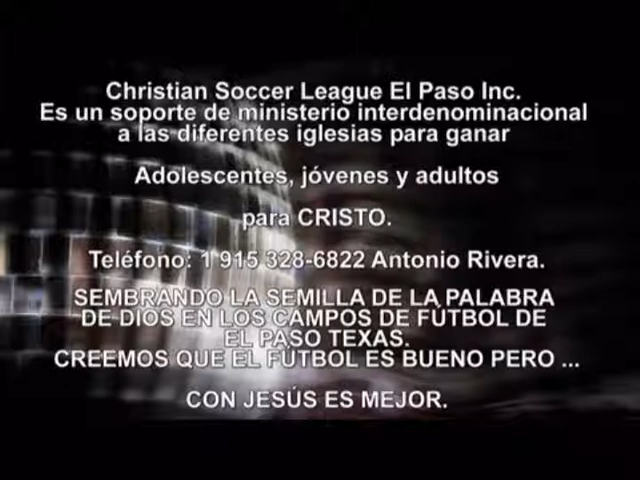 Christian Soccer League El Paso Inc.
Es un soporte de ministerio interdenominacional
a las diferentes iglesias para ganar
Adolescentes, jóvenes y adultos
para CRISTO.
Teléfono: 1 915 328-6822 Antonio Rivera.
SEMBRANDO LA SEMILLA DE LA PALABRA
DE DIOS EN LOS CAMPOS DE FÚTBOL DE
EL PASO TEXAS.
CREEMOS QUE EL FÚTBOL ES BUENO PERO ...
CON JESÚS ES MEJOR.